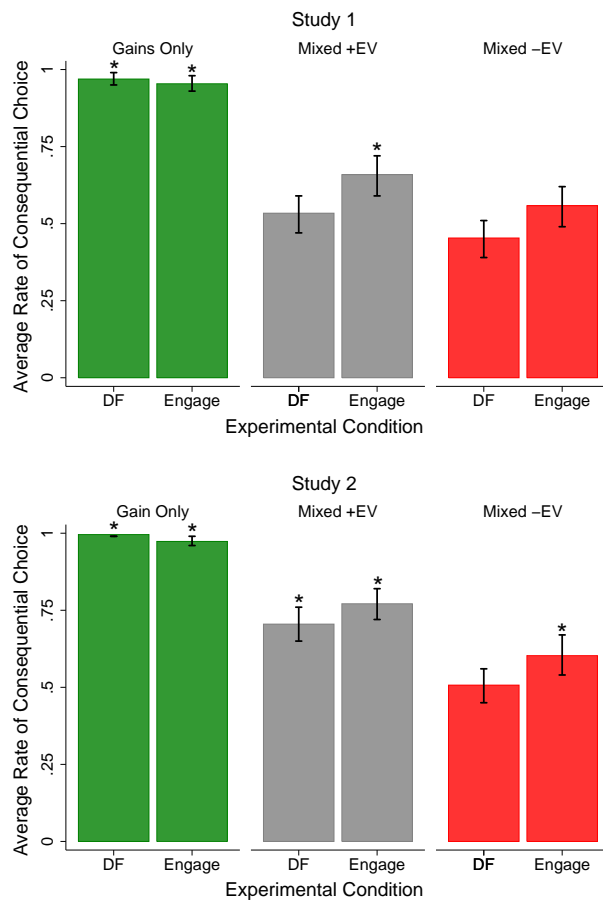 Study 1
Gains Only
Mixed +EV
Mixed −EV
Average Rate of Consequential Choice
1
.75
.5
.25
0
*
*
*
DF
Engage
DF
Engage
DF
Engage
Experimental Condition
Study 2
Gain Only
Mixed +EV
Mixed −EV
Average Rate of Consequential Choice
1
.75
.5
.25
0
*
*
*
*
*
DF
Engage
DF
Engage
DF
Engage
Experimental Condition